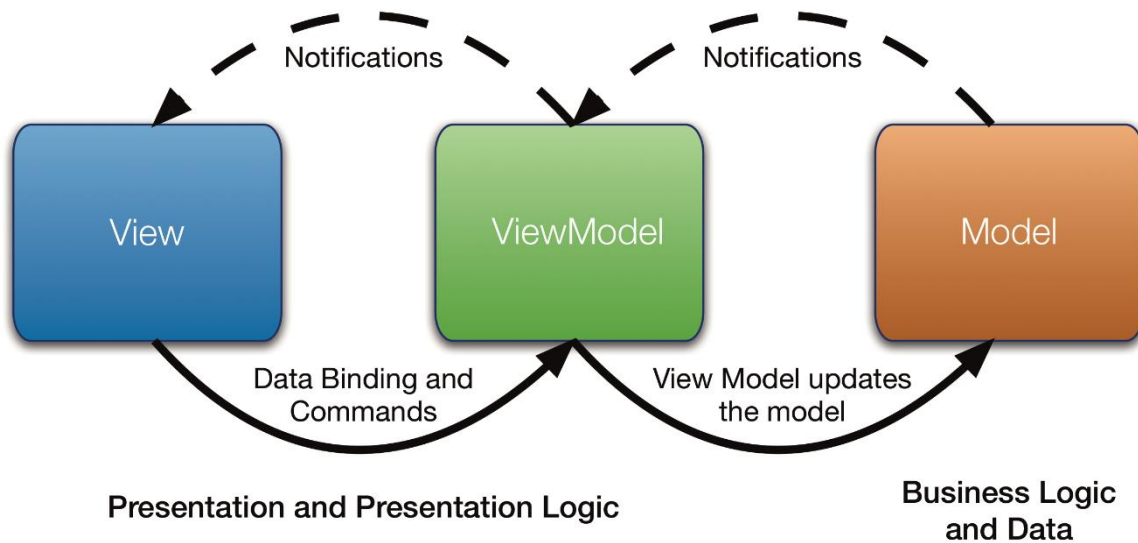 Notifications
Notifications
View
ViewModel
Model
Data Binding and
Commands
View Model updates
the model
Presentation and Presentation Logic
Business Logic
and Data